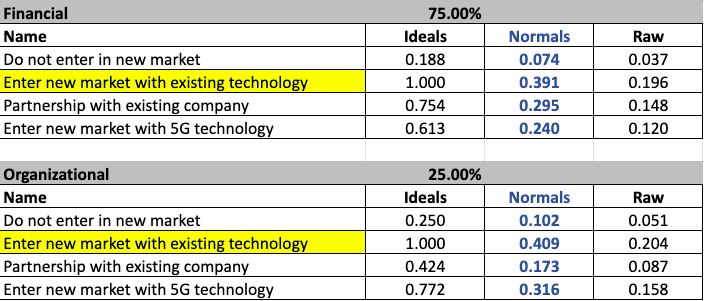 Financial 75.00%
Name Ideals Normals Raw
Do not enter in new market 0.188 0.074 0.037
Enter new market with existing technology 1.000 0.391 0.196
Partnership with existing company 0.754 0.295 0.148
Enter new market with 5G technology 0.613 0.240 0.120
Organizational 25.00%
Name Ideals Normals Raw
Do not enter in new market 0.250 0.102 0.051
Enter new market with existing technology 1.000 0.409 0.204
Partnership with existing company 0.424 0.173 0.087
Enter new market with 5G technology 0.772 0.316 0.158